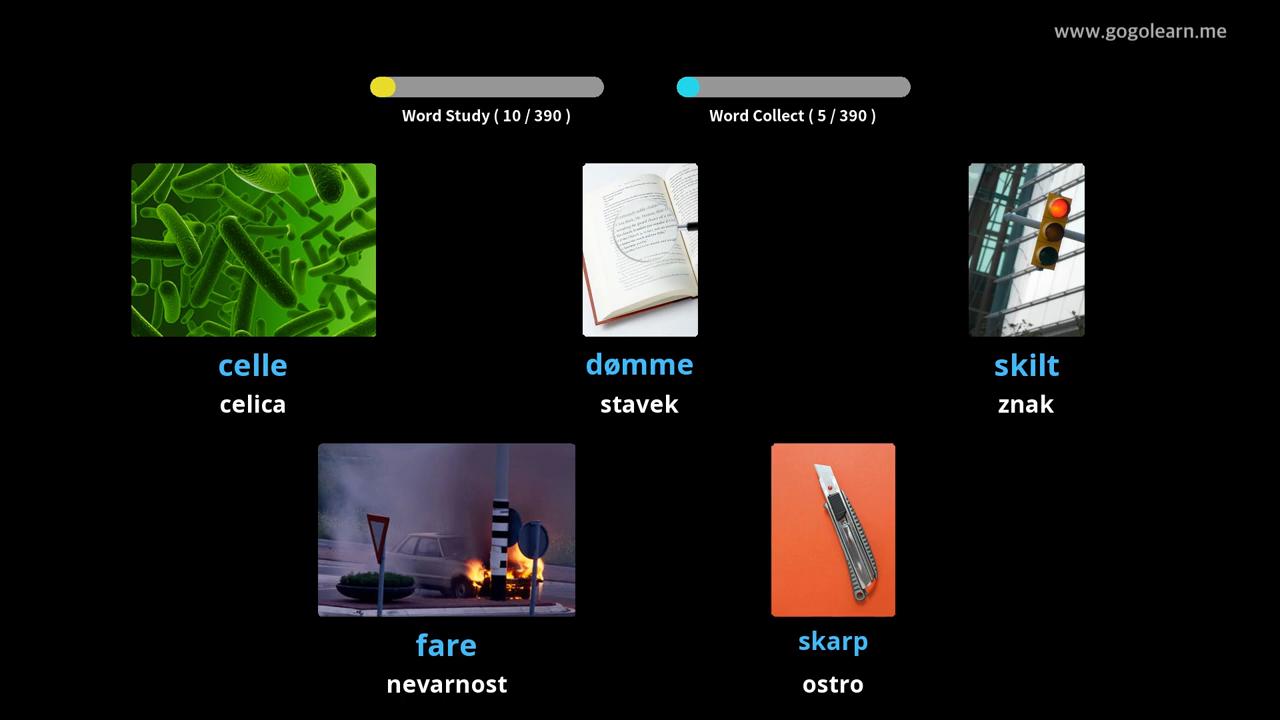 www.gogolearn.me
Word Study ( 10 / 390 )
Word Collect ( 5 / 390 )
celle
celica
dømme
stavek
skilt
znak
fare
nevarnost
skarp
ostro